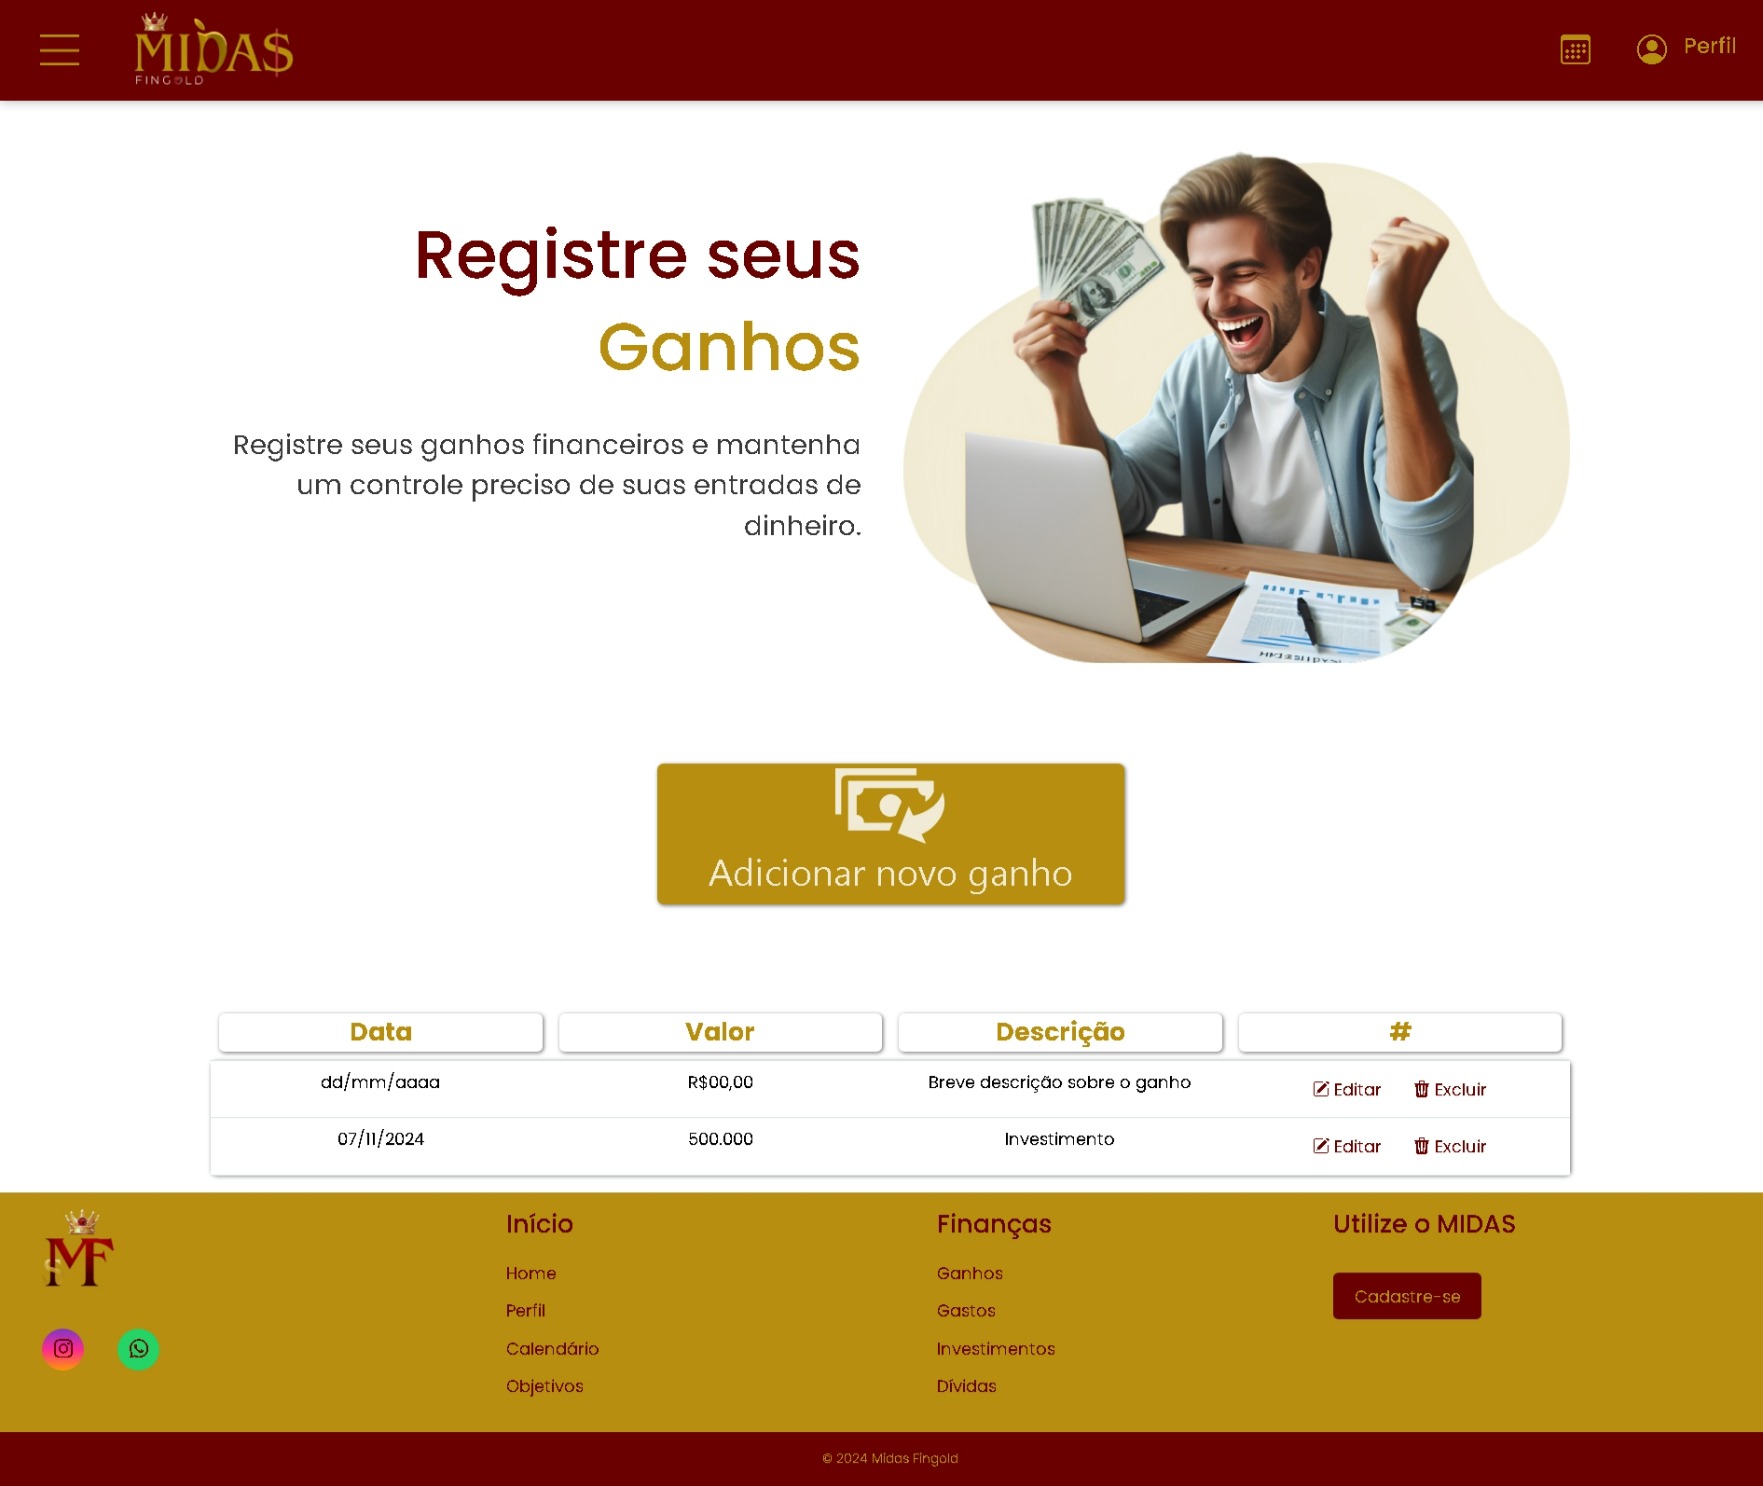 MIDAS
FINGOLD
Perfil
Registre seus
Ganhos
Registre seus ganhos financeiros e mantenha
um controle preciso de suas entradas de
dinheiro.
Adicionar novo ganho
Data Valor Descrição #
dd/mm/aaaa R$00,00 Breve descrição sobre o ganho Editar Excluir
07/11/2024 500.000 Investimento Editar Excluir
MF
Início
Home
Perfil
Calendário
Objetivos
Finanças
Ganhos
Gastos
Investimentos
Dívidas
Utilize o MIDAS
Cadastre-se
© 2024 Midas Fingold